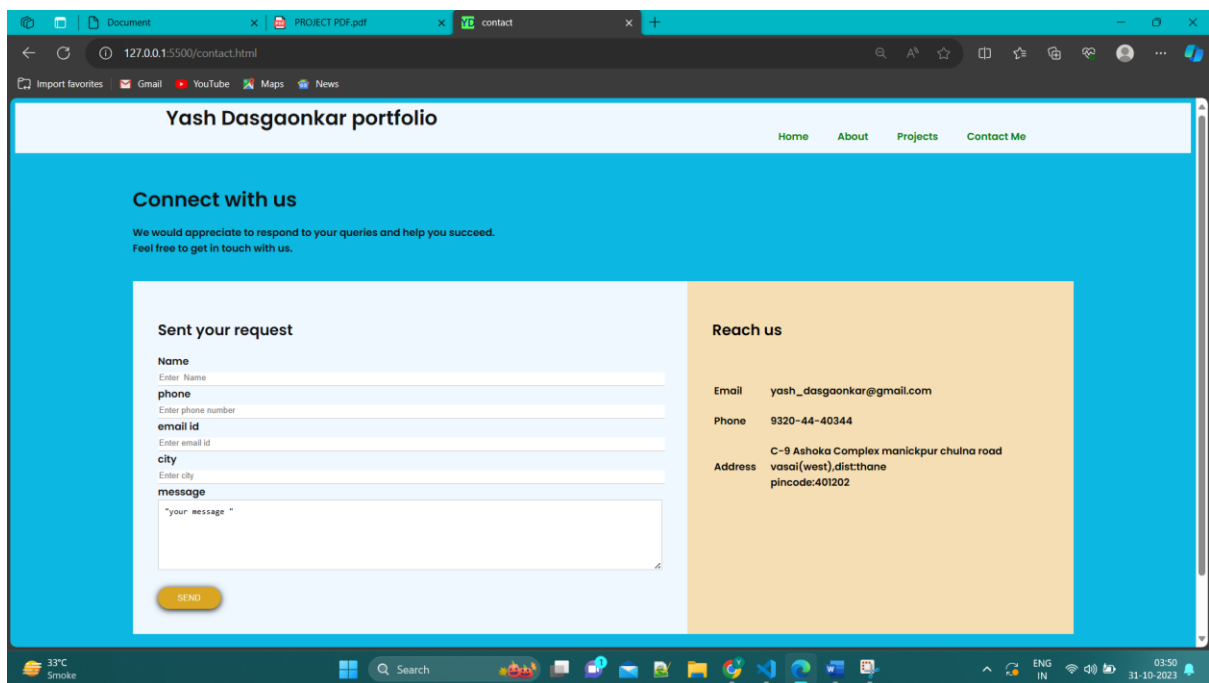 Document
PROJECT PDF.pdf
YD contact
127.0.0.1:5500/contact.html
Import favorites
Gmail
YouTube
Maps
News
Yash Dasgaonkar portfolio
Home
About
Projects
Contact Me
Connect with us
We would appreciate to respond to your queries and help you succeed.
Feel free to get in touch with us.
Sent your request
Name
Enter Name
phone
Enter phone number
email id
Enter email id
city
Enter city
message
"your message "
SEND
Reach us
Email yash_dasgaonkar@gmail.com
Phone 9320-44-40344
Address C-9 Ashoka Complex manickpur chulna road
vasai(west),dist:thane
pincode:401202
33°C
Smoke
Search
ENG
IN
03:50
31-10-2023